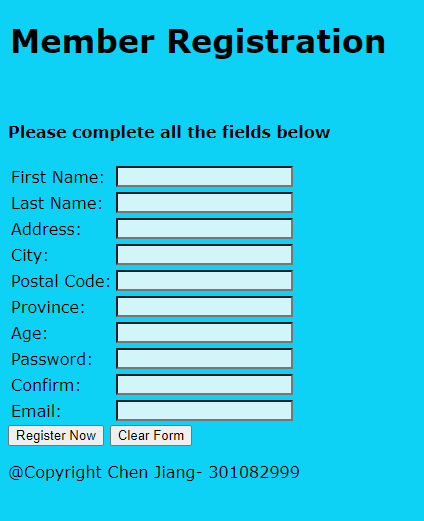 Member Registration
Please complete all the fields below
First Name:
Last Name:
Address:
City:
Postal Code:
Province:
Age:
Password:
Confirm:
Email:
Register Now Clear Form
@Copyright Chen Jiang- 301082999